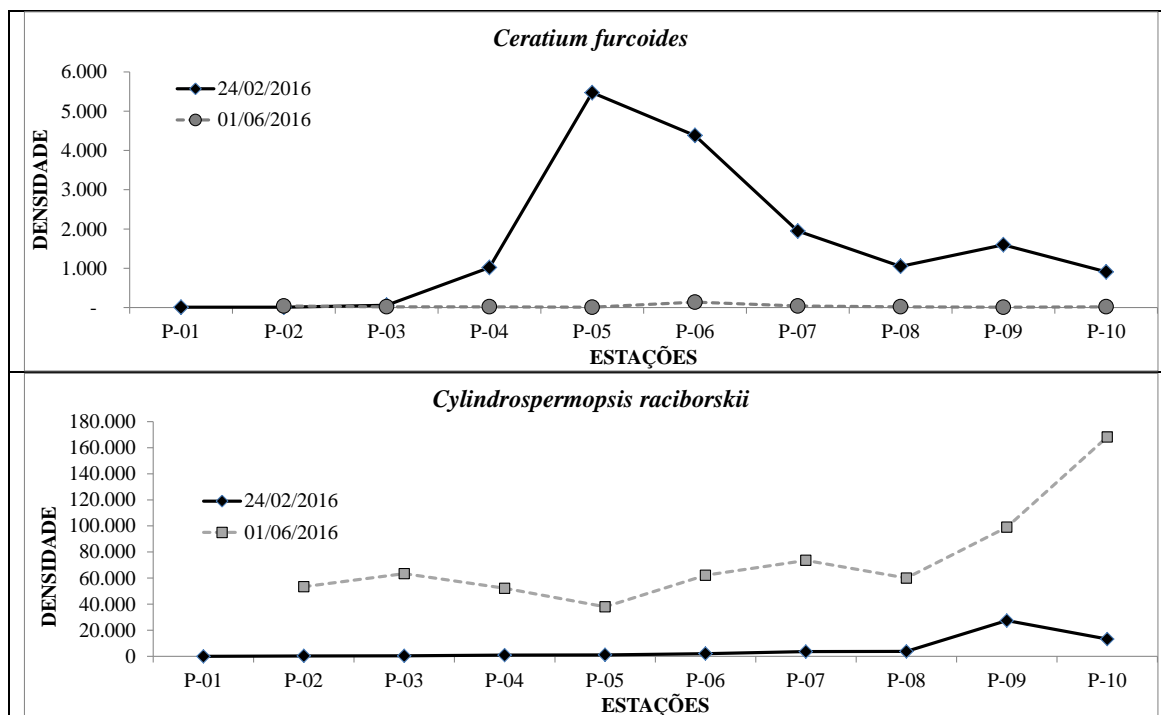 Ceratium furcoides
6.000
5.000
4.000
3.000
2.000
1.000
-
DENSIDADE
24/02/2016
01/06/2016
P-01 P-02 P-03 P-04 P-05 P-06 P-07 P-08 P-09 P-10
ESTAÇÕES
Cylindrospermopsis raciborskii
180.000
160.000
140.000
120.000
100.000
80.000
60.000
40.000
20.000
0
DENSIDADE
24/02/2016
01/06/2016
P-01 P-02 P-03 P-04 P-05 P-06 P-07 P-08 P-09 P-10
ESTAÇÕES